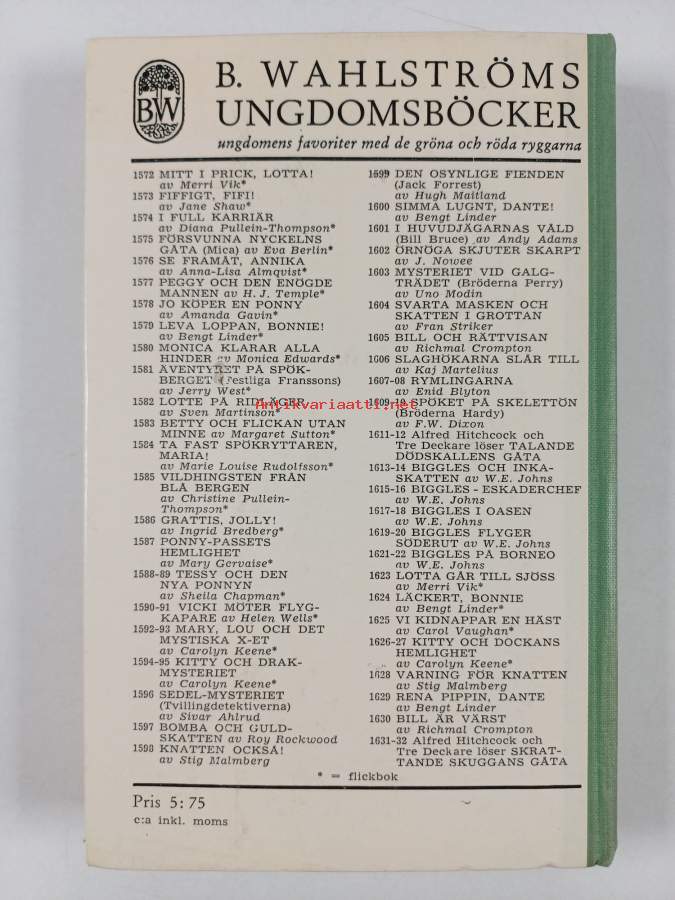 BW
B. WAHLSTRÖMS
UNGDOMSBÖCKER
ungdomens favoriter med de gröna och röda ryggarna
1572 MITT I PRICK, LOTTA!
av Merri Vik*
1573 FIFFIGT, FIFI!
av Jane Shaw*
1574 I FULL KARRIÄR
av Diana Pullein-Thompson*
1575 FÖRSVUNNA NYCKELNS
GÅTA (Mica) av Eva Berlin*
1576 SE FRAMÅT, ANNIKA
av Anna-Lisa Almqvist*
1577 PEGGY OCH DEN ENÖGDE
MANNEN av H. J. Temple*
1578 JO KÖPER EN PONNY
av Amanda Gavin*
1579 LEVA LOPPAN, BONNIE!
av Bengt Linder*
1580 MONICA KLARAR ALLA
HINDER av Monica Edwards*
1581 ÄVENTYRET PÅ SPÖK-
BERGET (Festliga Franssons)
av Jerry West*
1582 LOTTE PÅ RIDLÄGER
av Sven Martinson*
1583 BETTY OCH FLICKAN UTAN
MINNE av Margaret Sutton*
1584 TA FAST SPÖKRYTTAREN,
MARIA!
av Marie Louise Rudolfsson*
1585 VILDHINGSTEN FRÅN
BLÅ BERGEN
av Christine Pullein-
Thompson*
1586 GRATTIS, JOLLY!
av Ingrid Bredberg*
1587 PONNY-PASSETS
HEMLIGHET
av Mary Gervaise*
1588-89 TESSY OCH DEN
NYA PONNYN
av Sheila Chapman*
1590-91 VICKI MÖTER FLYG-
KAPARE av Helen Wells*
1592-93 MARY, LOU OCH DET
MYSTISKA X-ET
av Carolyn Keene*
1594-95 KITTY OCH DRAK-
MYSTERIET
av Carolyn Keene*
1596 SEDEL-MYSTERIET
(Tvillingdetektiverna)
av Sivar Ahlrud
1597 BOMBA OCH GULD-
SKATTEN av Roy Rockwood
1598 KNATTEN OCKSÅ!
av Stig Malmberg
1599 DEN OSYNLIGE FIENDEN
(Jack Forrest)
av Hugh Maitland
1600 SIMMA LUGNT, DANTE!
av Bengt Linder
1601 I HUVUDJÄGARNAS VÅLD
(Bill Bruce) av Andy Adams
1602 ÖRNÖGA SKJUTER SKARPT
av J. Nowee
1603 MYSTERIET VID GALG-
TRÄDET (Bröderna Perry)
av Uno Modin
1604 SVARTA MASKEN OCH
SKATTEN I GROTTAN
av Fran Striker
1605 BILL OCH RÄTTVISAN
av Richmal Crompton
1606 SLAGHÖKARNA SLÅR TILL
av Kaj Martelius
1607-08 RYMLINGARNA
av Enid Blyton
1609-10 SPÖKET PÅ SKELETTÖN
(Bröderna Hardy)
av F.W. Dixon
1611-12 Alfred Hitchcock och
Tre Deckare löser TALANDE
DÖDSKALLENS GÅTA
1613-14 BIGGLES OCH INKA-
SKATTEN av W.E. Johns
1615-16 BIGGLES - ESKADERCHEF
av W.E. Johns
1617-18 BIGGLES I OASEN
av W.E. Johns
1619-20 BIGGLES FLYGER
SÖDERUT av W.E. Johns
1621-22 BIGGLES PÅ BORNEO
av W.E. Johns
1623 LOTTA GÅR TILL SJÖSS
av Merri Vik*
1624 LÄCKERT, BONNIE
av Bengt Linder*
1625 VI KIDNAPPAR EN HÄST
av Carol Vaughan*
1626-27 KITTY OCH DOCKANS
HEMLIGHET
av Carolyn Keene*
1628 VARNING FÖR KNATTEN
av Stig Malmberg
1629 RENA PIPPIN, DANTE
av Bengt Linder
1630 BILL ÄR VÄRST
av Richmal Crompton
1631-32 Alfred Hitchcock och
Tre Deckare löser SKRAT-
TANDE SKUGGANS GÅTA
* = flickbok
Pris 5:75
c:a inkl. moms
Antikvariaatti.net